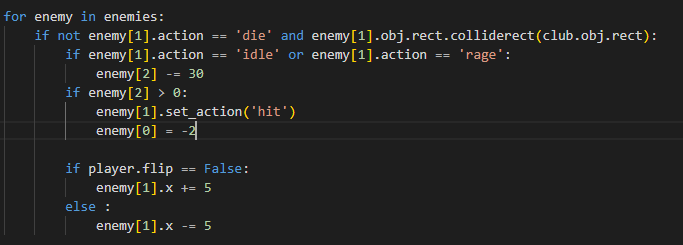 for enemy in enemies:
    if not enemy[1].action == 'die' and enemy[1].obj.rect.colliderect(club.obj.rect):
        if enemy[1].action == 'idle' or enemy[1].action == 'rage':
            enemy[2] -= 30
        if enemy[2] > 0:
            enemy[1].set_action('hit')
            enemy[0] = -2

        if player.flip == False:
            enemy[1].x += 5
        else :
            enemy[1].x -= 5